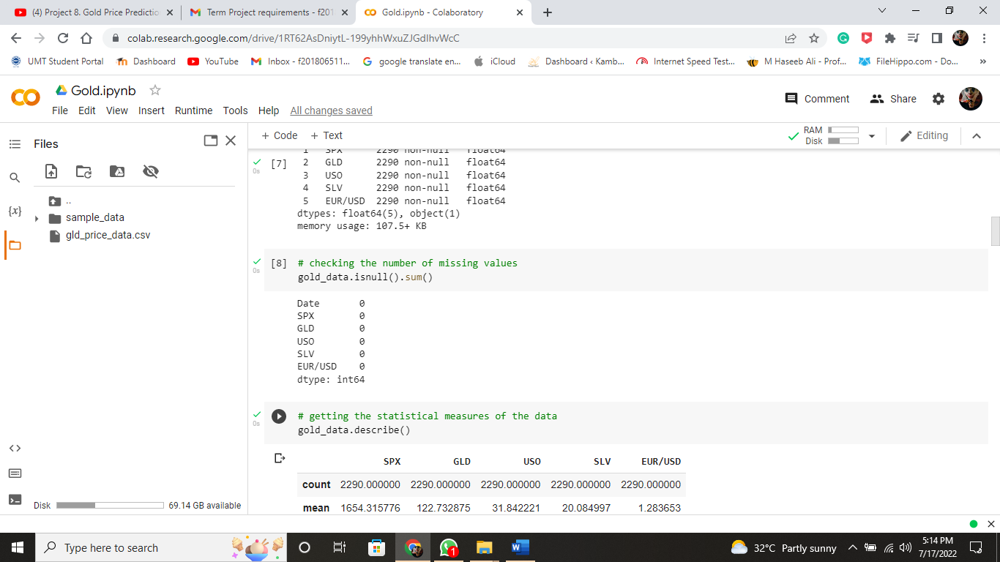 (4) Project 8. Gold Price Predictio
Term Project requirements - f201
Gold.ipynb - Colaboratory
colab.research.google.com/drive/1RT62AsDniytL-199yhhWxuZJGdIhvWcC
UMT Student Portal
Dashboard
YouTube
Inbox - f201806511...
google translate en...
iCloud
Dashboard ‹ Kamb...
Internet Speed Test...
M Haseeb Ali - Prof...
FileHippo.com - Do...
»
Gold.ipynb
Comment
Share
File Edit View Insert Runtime Tools Help All changes saved
Files
+ Code + Text
RAM
Disk
Editing
..
sample_data
gld_price_data.csv
{x}
<>
Disk 69.14 GB available
1 SPX 2290 non-null float64
[7] 2 GLD 2290 non-null float64
0s
3 USO 2290 non-null float64
4 SLV 2290 non-null float64
5 EUR/USD 2290 non-null float64
dtypes: float64(5), object(1)
memory usage: 107.5+ KB
[8] # checking the number of missing values
0s
gold_data.isnull().sum()
Date 0
SPX 0
GLD 0
USO 0
SLV 0
EUR/USD 0
dtype: int64
# getting the statistical measures of the data
0s
gold_data.describe()
SPX GLD USO SLV EUR/USD
count 2290.000000 2290.000000 2290.000000 2290.000000 2290.000000
mean 1654.315776 122.732875 31.842221 20.084997 1.283653
Type here to search
1
W
32°C Partly sunny
5:14 PM
7/17/2022